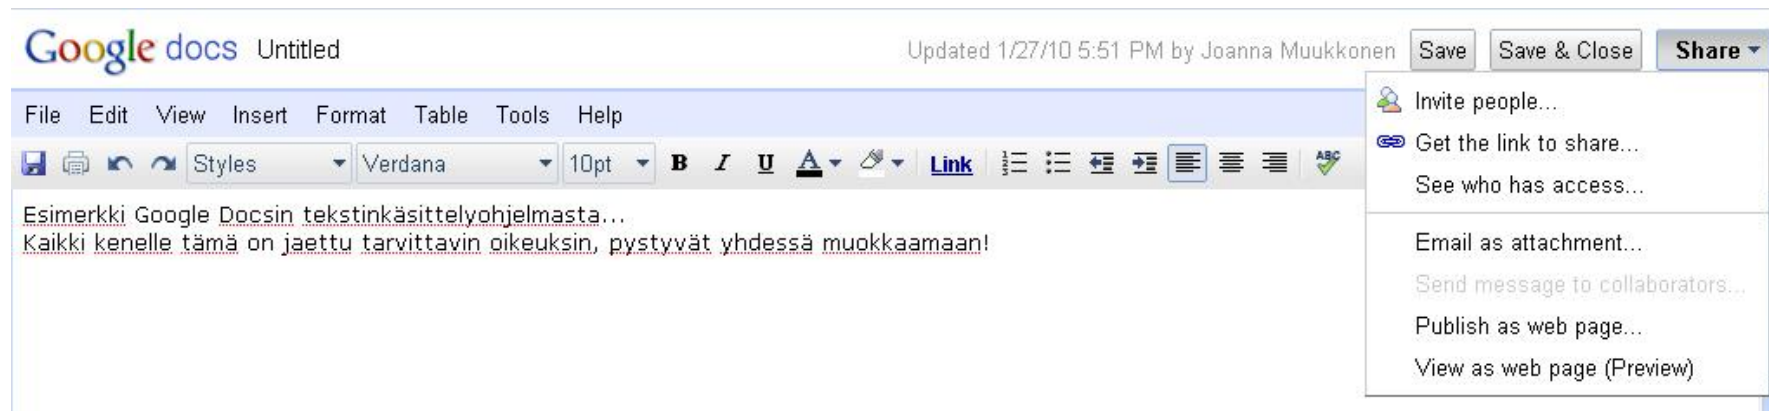 Google docs Untitled Updated 1/27/10 5:51 PM by Joanna Muukkonen Save Save & Close Share
File Edit View Insert Format Table Tools Help
Styles Verdana 10pt B I U A Link ABC
Esimerkki Google Docsin tekstinkäsittelyohjelmasta...
Kaikki kenelle tämä on jaettu tarvittavin oikeuksin, pystyvät yhdessä muokkaamaan!
Invite people...
Get the link to share...
See who has access...
Email as attachment...
Send message to collaborators...
Publish as web page...
View as web page (Preview)